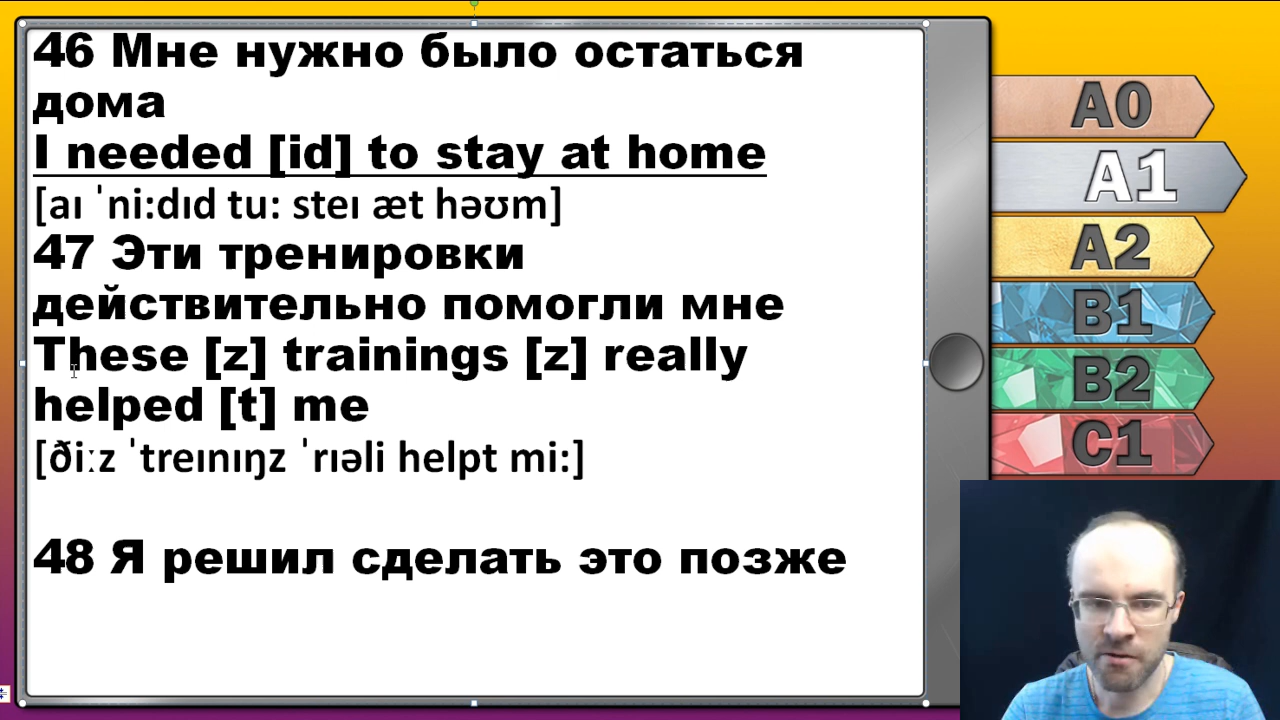 46 Мне нужно было остаться
дома
I needed [id] to stay at home
[aɪ ˈni:dɪd tu: steɪ æt həʊm]
47 Эти тренировки
действительно помогли мне
These [z] trainings [z] really
helped [t] me
[ðiːz ˈtreɪnɪŋz ˈrɪəli helpt mi:]
48 Я решил сделать это позже
A0
A1
A2
B1
B2
C1